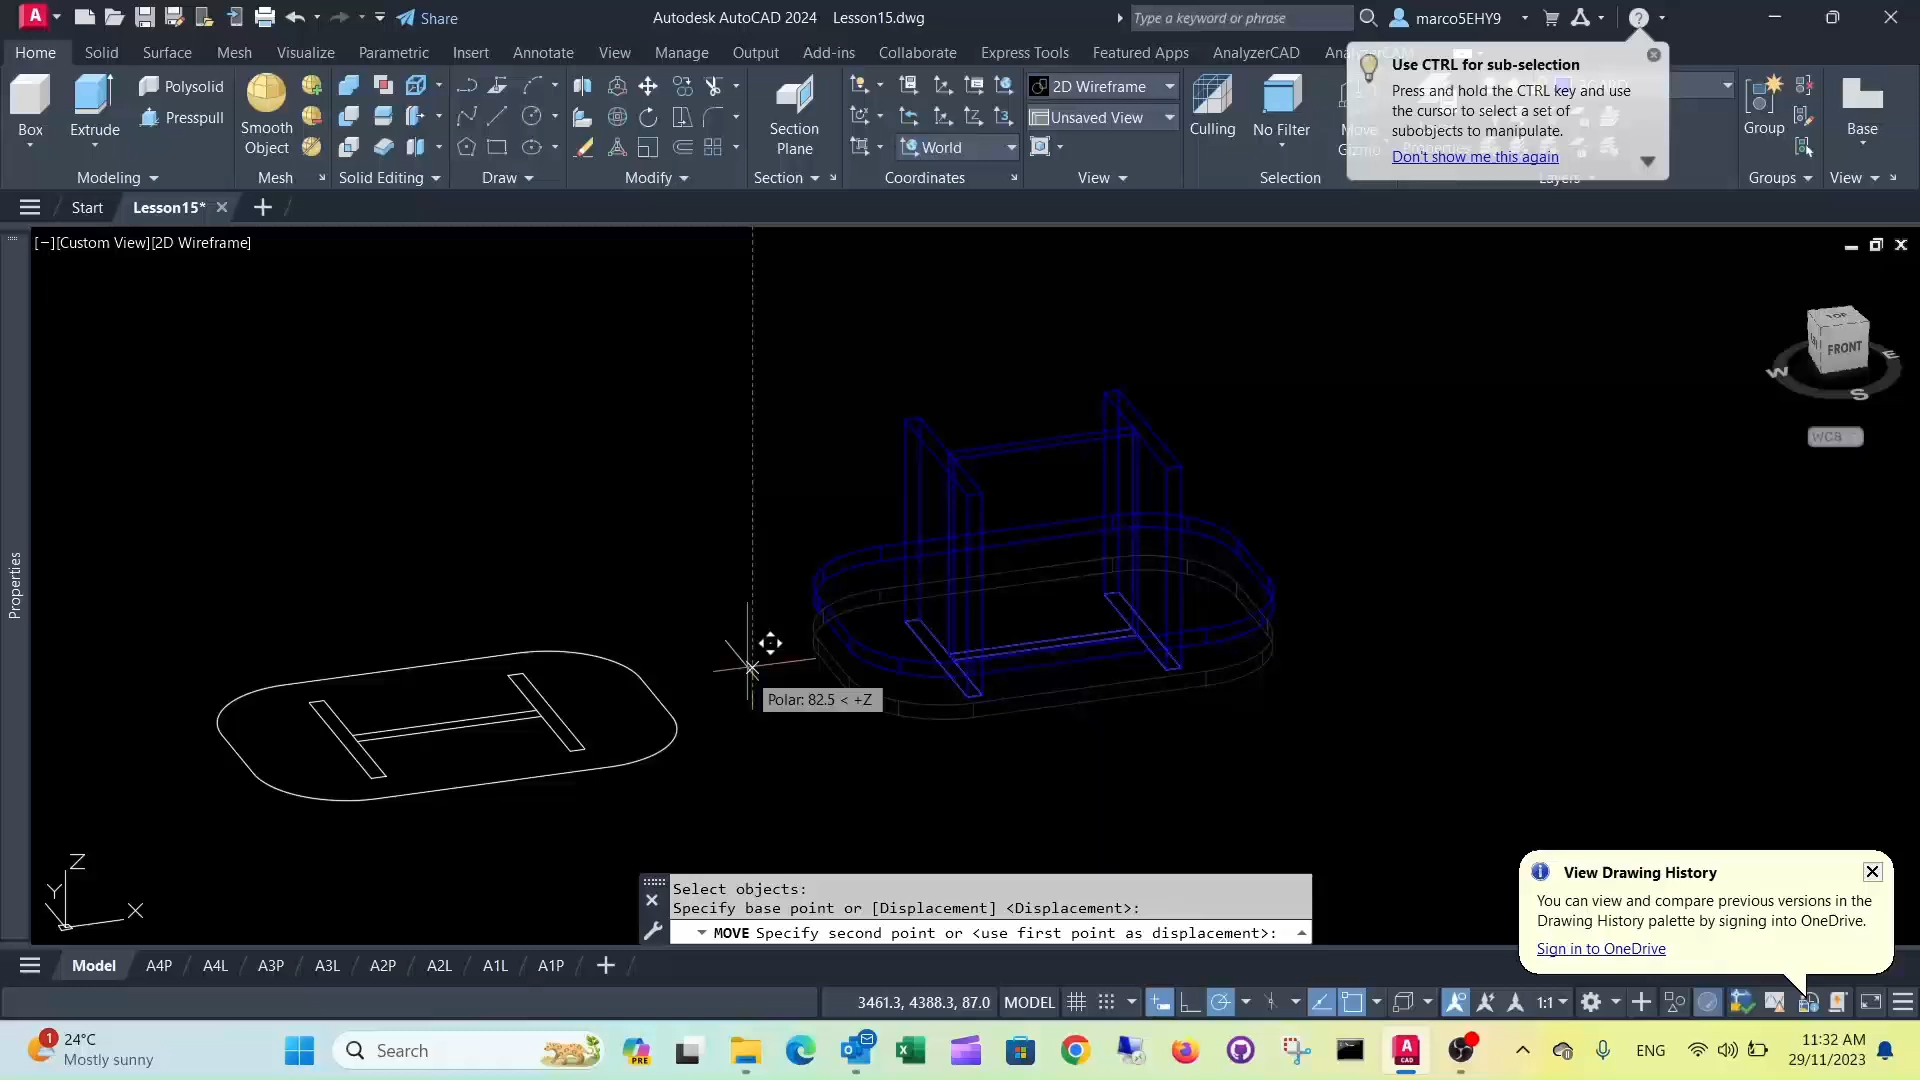 A
Share
Autodesk AutoCAD 2024 Lesson15.dwg
Type a keyword or phrase
marco5EHY9
Home Solid Surface Mesh Visualize Parametric Insert Annotate View Manage Output Add-ins Collaborate Express Tools Featured Apps AnalyzerCAD
Use CTRL for sub-selection
Press and hold the CTRL key and use
the cursor to select a set of
subobjects to manipulate.
Don't show me this again
Box
Extrude
Polysolid
Presspull
Smooth
Object
Section
Plane
World
2D Wireframe
Unsaved View
Culling
No Filter
Move
Gizmo
Group
Base
Modeling Mesh Solid Editing Draw Modify Section Coordinates View Selection Layers Groups View
Start Lesson15*
[−][Custom View][2D Wireframe]
TOP
FRONT
W
S
E
WCS
Properties
Polar: 82.5 < +Z
Z
Y
X
Select objects:
Specify base point or [Displacement] <Displacement>:
MOVE Specify second point or <use first point as displacement>:
View Drawing History
You can view and compare previous versions in the
Drawing History palette by signing into OneDrive.
Sign in to OneDrive
Model A4P A4L A3P A3L A2P A2L A1L A1P
3461.3, 4388.3, 87.0 MODEL 1:1
1
24°C
Mostly sunny
Search
PRE
A
CAD
ENG
11:32 AM
29/11/2023